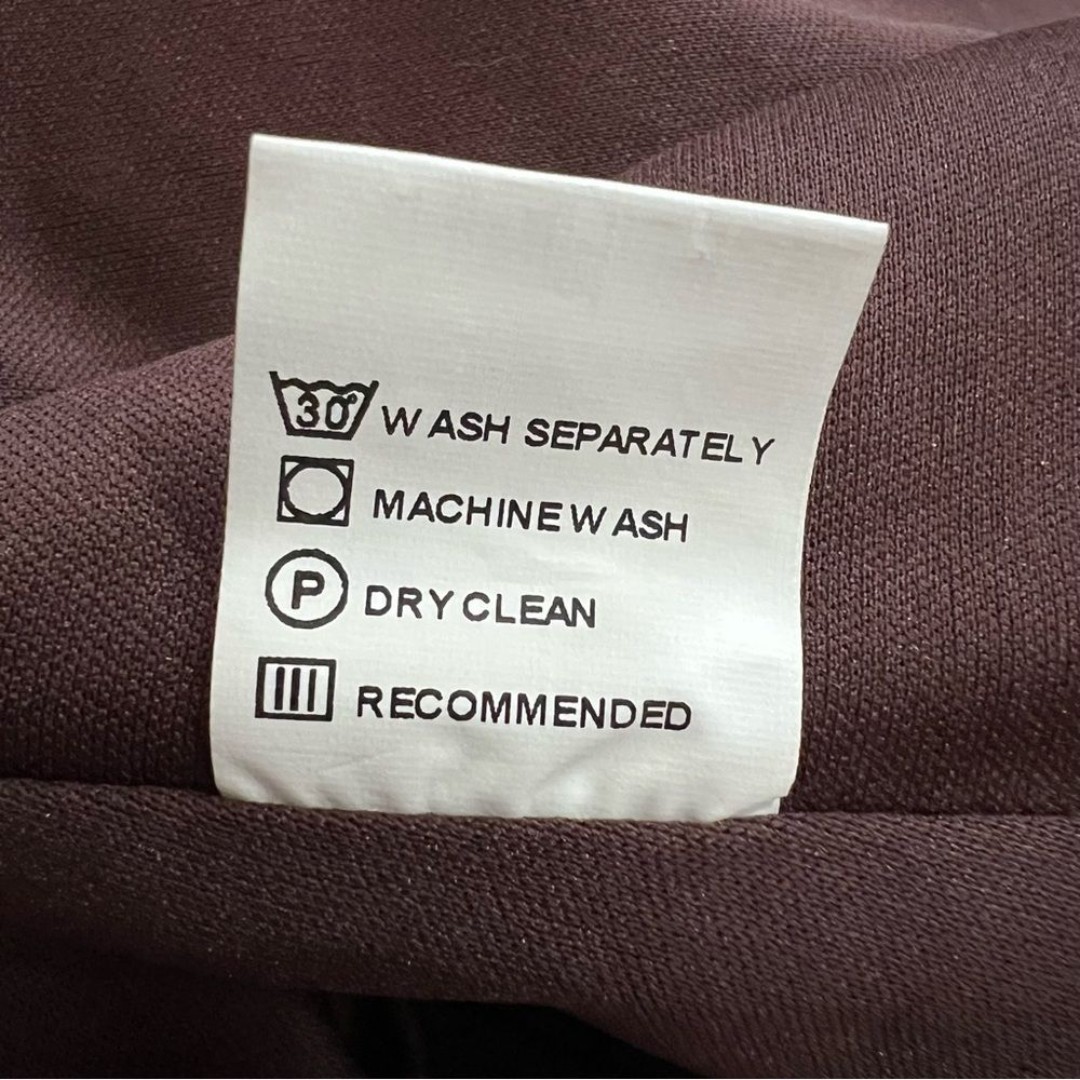 30° WASH SEPARATELY
MACHINE WASH
P DRY CLEAN
RECOMMENDED